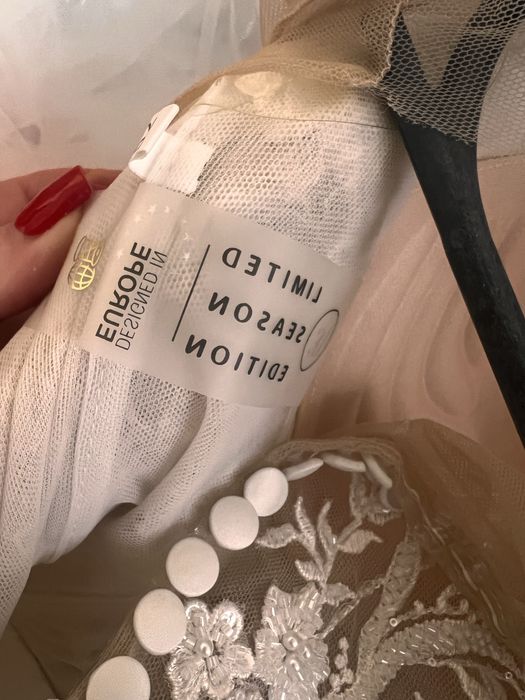 LIMITED
SEASON
EDITION
DESIGNED IN
EUROPE